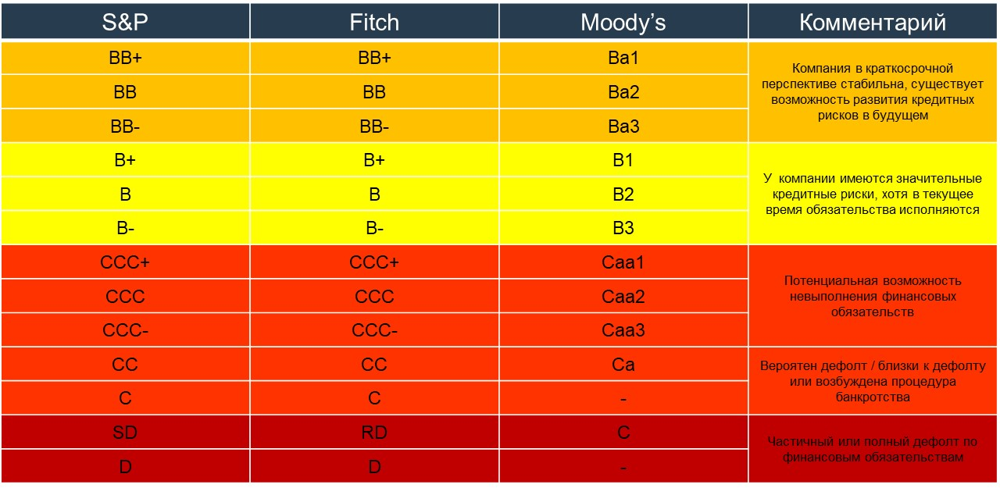 S&P Fitch Moody’s Комментарий
BB+ BB+ Ba1
BB BB Ba2
BB- BB- Ba3
Компания в краткосрочной
перспективе стабильна, существует
возможность развития кредитных
рисков в будущем
B+ B+ B1
B B B2
B- B- B3
У  компании имеются значительные
кредитные риски, хотя в текущее
время обязательства исполняются
CCC+ CCC+ Caa1
CCC CCC Caa2
CCC- CCC- Caa3
Потенциальная возможность
невыполнения финансовых
обязательств
CC CC Ca
C C -
Вероятен дефолт / близки к дефолту
или возбуждена процедура
банкротства
SD RD C
D D -
Частичный или полный дефолт по
финансовым обязательствам